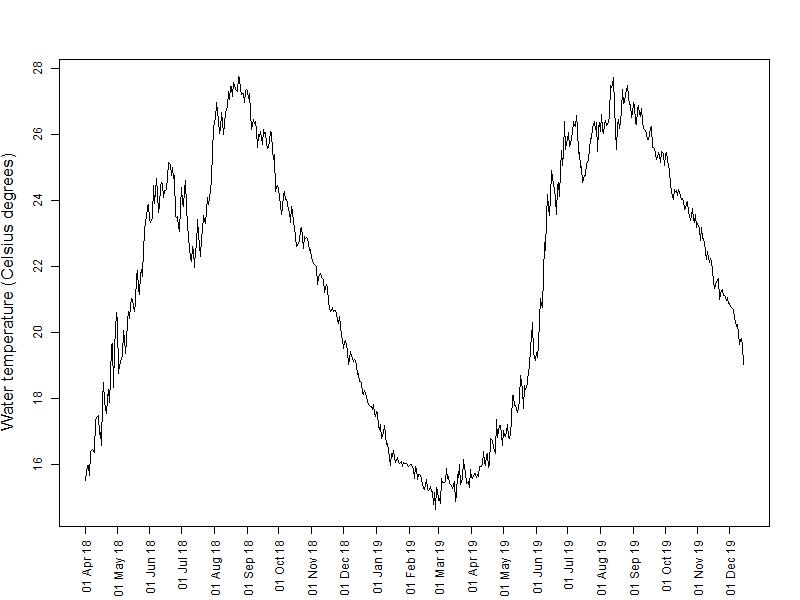 Water temperature (Celsius degrees)
28
26
24
22
20
18
16
01 Apr 18
01 May 18
01 Jun 18
01 Jul 18
01 Aug 18
01 Sep 18
01 Oct 18
01 Nov 18
01 Dec 18
01 Jan 19
01 Feb 19
01 Mar 19
01 Apr 19
01 May 19
01 Jun 19
01 Jul 19
01 Aug 19
01 Sep 19
01 Oct 19
01 Nov 19
01 Dec 19